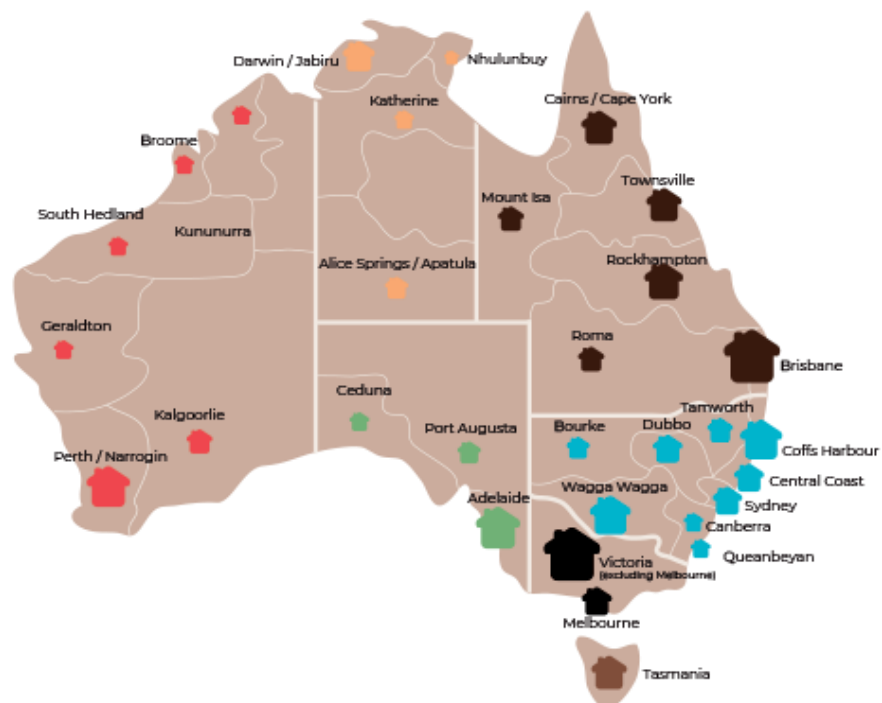 Darwin / Jabiru
Nhulunbuy
Katherine
Cairns / Cape York
Broome
Townsville
Mount Isa
South Hedland
Kununurra
Alice Springs / Apatula
Rockhampton
Geraldton
Roma
Brisbane
Ceduna
Tamworth
Kalgoorlie
Port Augusta
Bourke
Dubbo
Coffs Harbour
Perth / Narrogin
Central Coast
Wagga Wagga
Adelaide
Sydney
Canberra
Queanbeyan
Victoria
(excluding Melbourne)
Melbourne
Tasmania